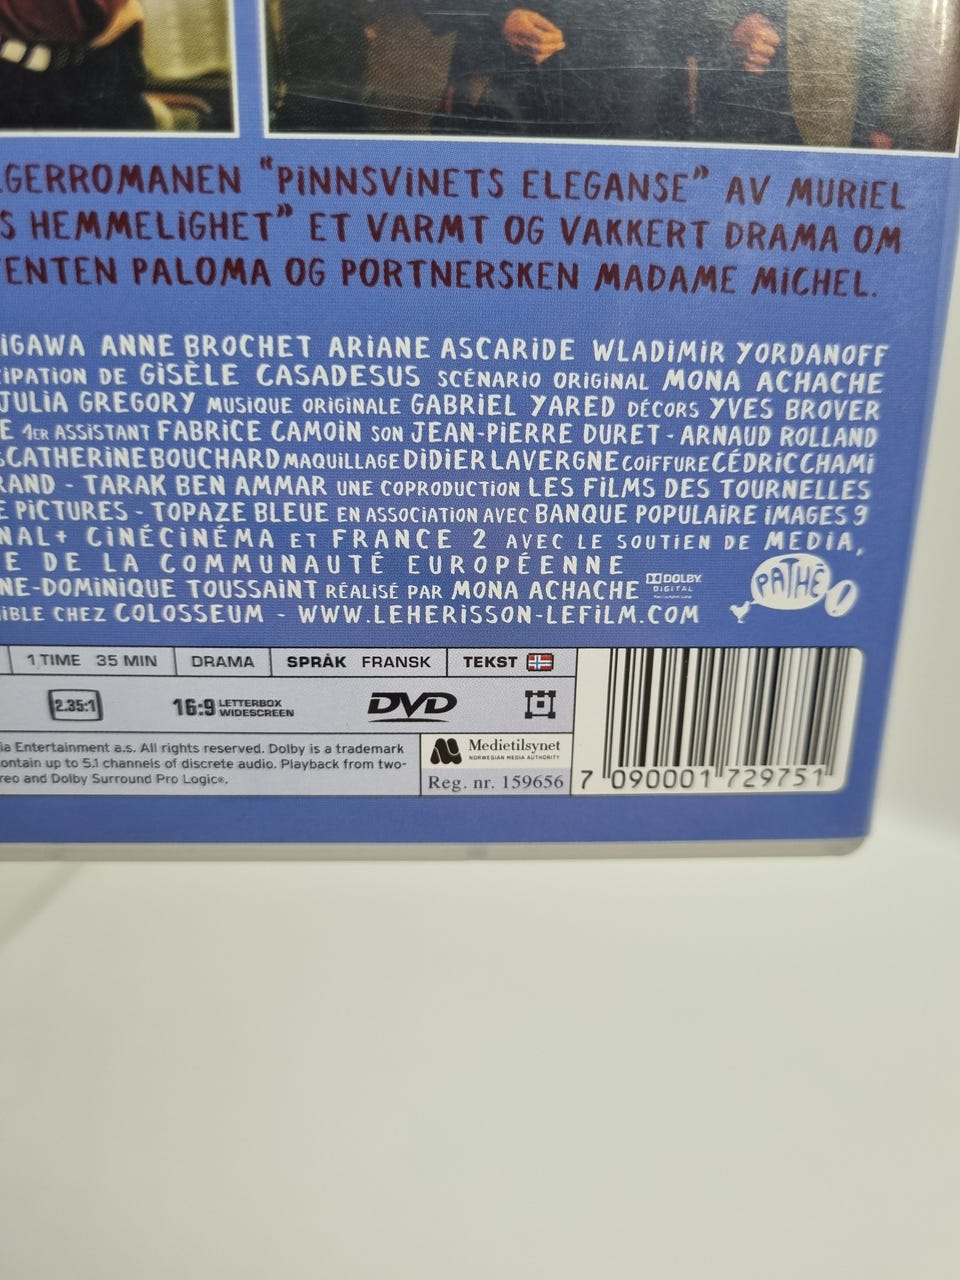 LGERROMANEN "PiNNSViNETS ELEGANSE" AV MURiEL
S HEMMELiGHET" ET VARMT OG VAKKERT DRAMA OM
ENTEN PALOMA OG PORTNERSKEN MADAME MiCHEL.
iGAWA ANNE BROCHET ARiANE ASCARiDE WLADiMiR YORDANOFF
CiPATiON DE GiSÈLE CASADESUS SCÉNARiO ORiGiNAL MONA ACHACHE
JULiA GREGORY MUSiQUE ORiGiNALE GABRiEL YARED DÉCORS YVES BROVER
E 1ER ASSiSTANT FABRiCE CAMOiN SON JEAN-PiERRE DURET - ARNAUD ROLLAND
S CATHERiNE BOUCHARD MAQUiLLAGE DiDiER LAVERGNE COiFFURE CÉDRiC CHAMi
RAND - TARAK BEN AMMAR UNE COPRODUCTiON LES FiLMS DES TOURNELLES
E PiCTURES - TOPAZE BLEUE EN ASSOCiATiON AVEC BANQUE POPULAiRE iMAGES 9
NAL+ CiNÉCiNÉMA ET FRANCE 2 AVEC LE SOUTiEN DE MEDiA,
E DE LA COMMUNAUTÉ EUROPÉENNE
NE-DOMiNiQUE TOUSSAiNT RÉALiSÉ PAR MONA ACHACHE DOLBY DIGITAL PATHÉ!
iBLE CHEZ COLOSSEUM - WWW.LEHERiSSON-LEFiLM.COM
1 TIME 35 MIN DRAMA SPRÅK FRANSK TEKST
2.35:1 16:9 LETTERBOX WIDESCREEN DVD
ia Entertainment a.s. All rights reserved. Dolby is a trademark
ontain up to 5.1 channels of discrete audio. Playback from two-
reo and Dolby Surround Pro Logic®.
Medietilsynet
NORWEGIAN MEDIA AUTHORITY
Reg. nr. 159656
7 090001 729751